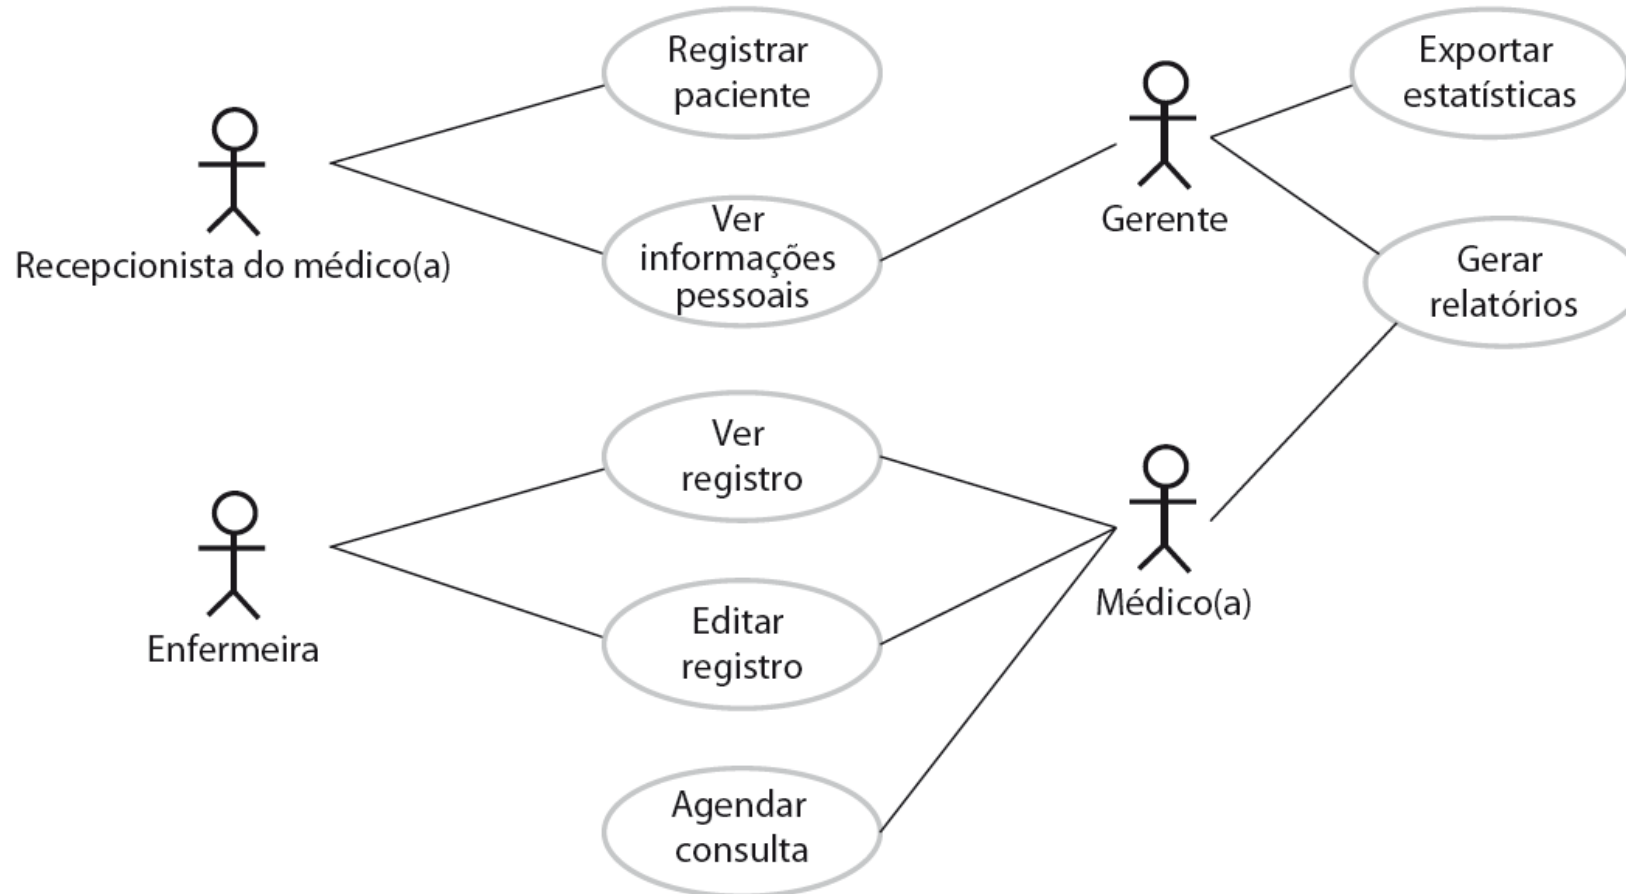 Registrar
paciente
Exportar
estatísticas
Recepcionista do médico(a)
Ver
informações
pessoais
Gerente
Gerar
relatórios
Ver
registro
Enfermeira
Editar
registro
Médico(a)
Agendar
consulta